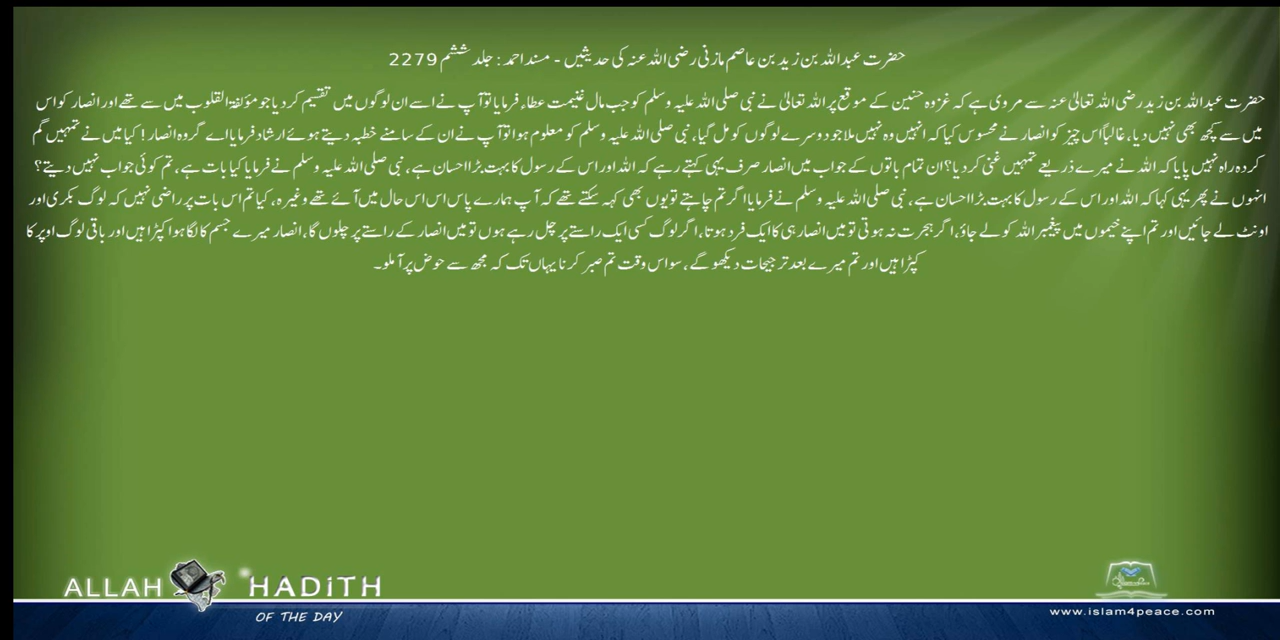 حضرت عبداللہ بن زید بن عاصم مازنی رضی اللہ عنہ کی حدیثیں - مسند احمد : جلد ششم 2279
حضرت عبداللہ بن زید رضی اللہ تعالیٰ عنہ سے مروی ہے کہ غزوہ حنین کے موقع پر اللہ تعالیٰ نے نبی صلی اللہ علیہ وسلم کو جب مال غنیمت عطاء فرمایا تو آپ نے اسے ان لوگوں میں تقسیم کر دیا جو مؤلفۃ القلوب میں سے تھے اور انصار کو اس
میں سے کچھ بھی نہیں دیا، غالباً اس چیز کو انصار نے محسوس کیا کہ انہیں وہ نہیں ملا جو دوسرے لوگوں کو مل گیا، نبی صلی اللہ علیہ وسلم کو معلوم ہوا تو آپ نے ان کے سامنے خطبہ دیتے ہوئے ارشاد فرمایا اے گروہ انصار! کیا میں نے تمہیں گم
کردہ راہ نہیں پایا کہ اللہ نے میرے ذریعے تمہیں غنی کر دیا؟ ان تمام باتوں کے جواب میں انصار صرف یہی کہتے رہے کہ اللہ اور اس کے رسول کا بہت بڑا احسان ہے، نبی صلی اللہ علیہ وسلم نے فرمایا کیا بات ہے، تم کوئی جواب نہیں دیتے؟
انہوں نے پھر یہی کہا کہ اللہ اور اس کے رسول کا بہت بڑا احسان ہے، نبی صلی اللہ علیہ وسلم نے فرمایا اگر تم چاہتے تو یوں بھی کہہ سکتے تھے کہ آپ ہمارے پاس اس اس حال میں آئے تھے وغیرہ، کیا تم اس بات پر راضی نہیں کہ لوگ بکری اور
اونٹ لے جائیں اور تم اپنے خیموں میں پیغمبر اللہ کو لے جاؤ، اگر ہجرت نہ ہوتی تو میں انصار ہی کا ایک فرد ہوتا، اگر لوگ کسی ایک راستے پر چل رہے ہوں تو میں انصار کے راستے پر چلوں گا، انصار میرے جسم کا لگا ہوا کپڑا ہیں اور باقی لوگ اوپر کا
کپڑا ہیں اور تم میرے بعد ترجیحات دیکھو گے، سو اس وقت تم صبر کرنا یہاں تک کہ مجھ سے حوض پر آ ملو۔
ALLAH HADITH
OF THE DAY
www.islam4peace.com